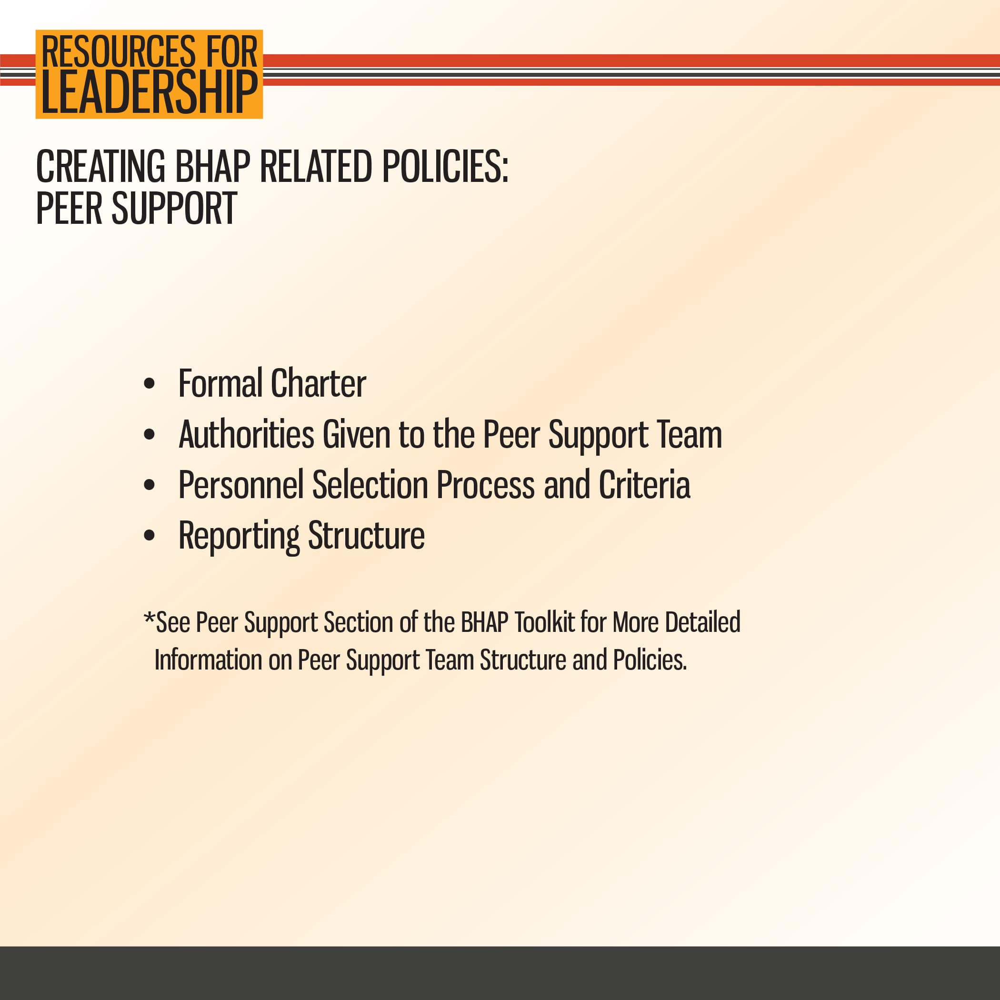 RESOURCES FOR
LEADERSHIP
CREATING BHAP RELATED POLICIES:
PEER SUPPORT
• Formal Charter
• Authorities Given to the Peer Support Team
• Personnel Selection Process and Criteria
• Reporting Structure
*See Peer Support Section of the BHAP Toolkit for More Detailed
Information on Peer Support Team Structure and Policies.